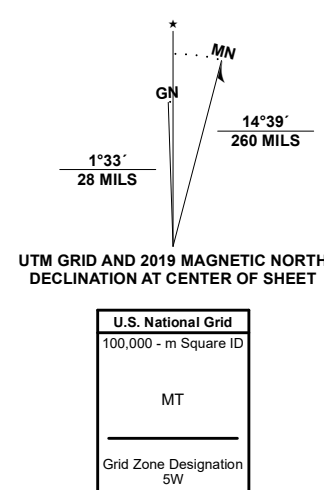 ★
MN
GN
14°39´
260 MILS
1°33´
28 MILS
UTM GRID AND 2019 MAGNETIC NORTH
DECLINATION AT CENTER OF SHEET
U.S. National Grid
100,000 - m Square ID
MT
Grid Zone Designation
5W